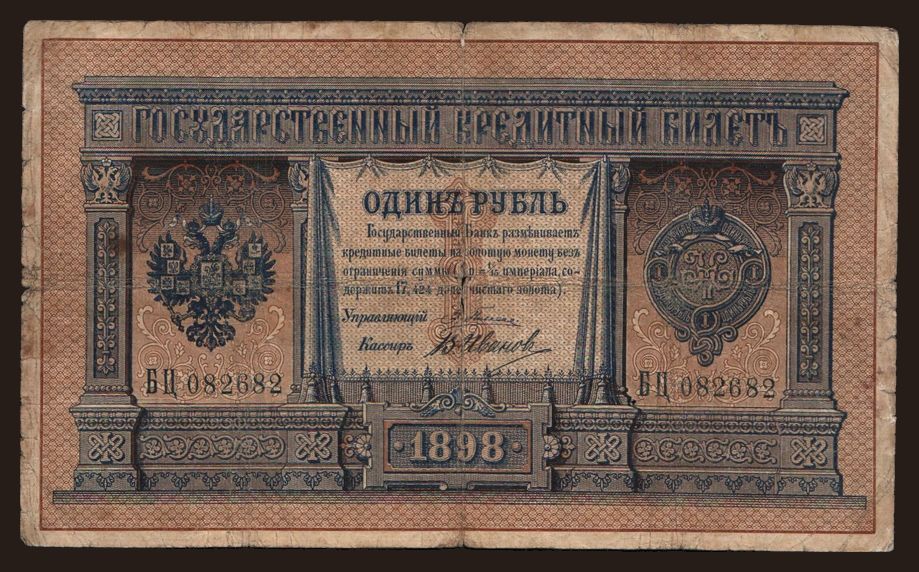 ГОСУДАРСТВЕННЫЙ КРЕДИТНЫЙ БИЛЕТЪ
ОДИНЪ РУБЛЬ
Государственный Банкъ размѣниваетъ
кредитные билеты на золотую монету безъ
ограниченія суммы (1 р. = 1/15 имперіала, со-
держитъ 17,424 долей чистаго золота).
Управляющій
Кассиръ В. Ивановъ
БЦ 082682
БЦ 082682
1
1898